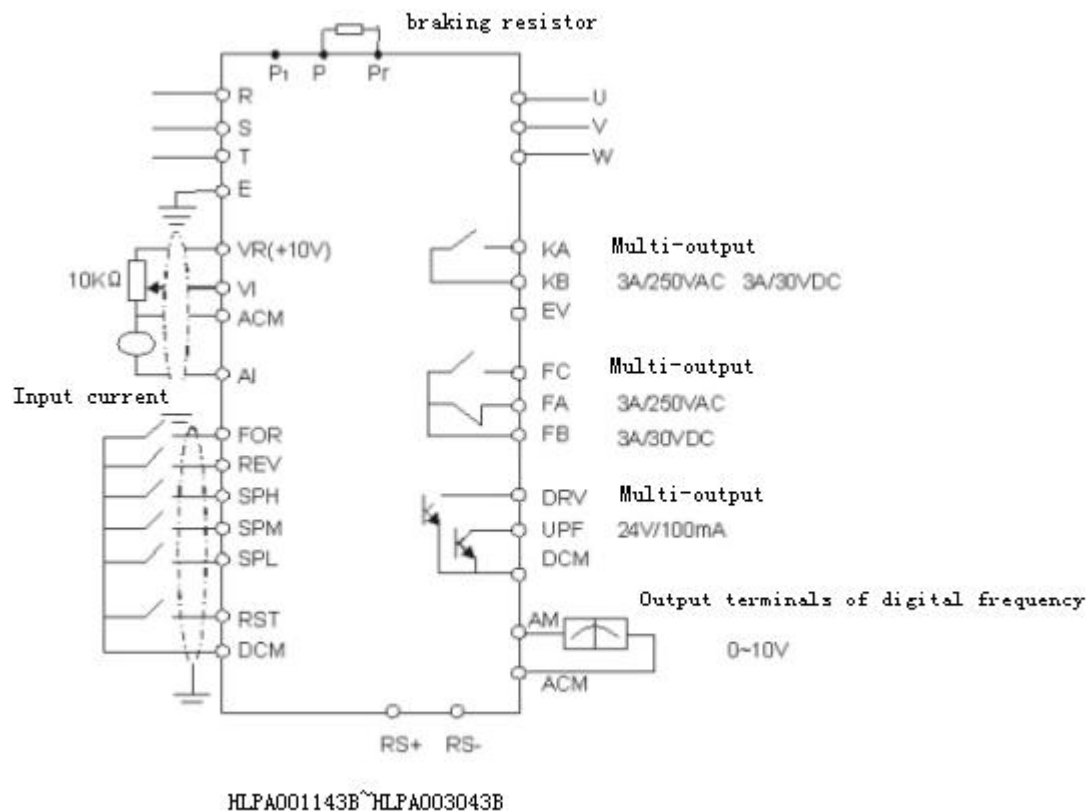 braking resistor
P1 P Pr
R
S
T
E
VR(+10V)
10KΩ
VI
ACM
AI
Input current
FOR
REV
SPH
SPM
SPL
RST
DCM
U
V
W
KA Multi-output
KB 3A/250VAC 3A/30VDC
EV
FC Multi-output
FA 3A/250VAC
FB 3A/30VDC
DRV Multi-output
UPF 24V/100mA
DCM
Output terminals of digital frequency
AM
0~10V
ACM
RS+ RS-
HLPA001143B~HLPA003043B